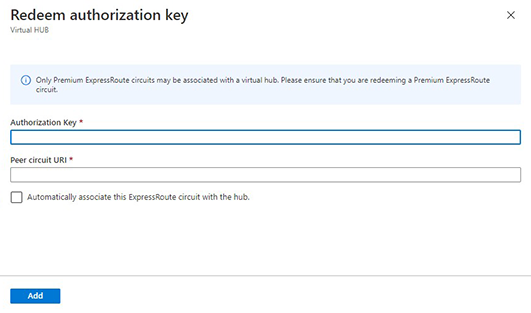 Redeem authorization key
Virtual HUB
Only Premium ExpressRoute circuits may be associated with a virtual hub. Please ensure that you are redeeming a Premium ExpressRoute
circuit.
Authorization Key *
Peer circuit URI *
Automatically associate this ExpressRoute circuit with the hub.
Add